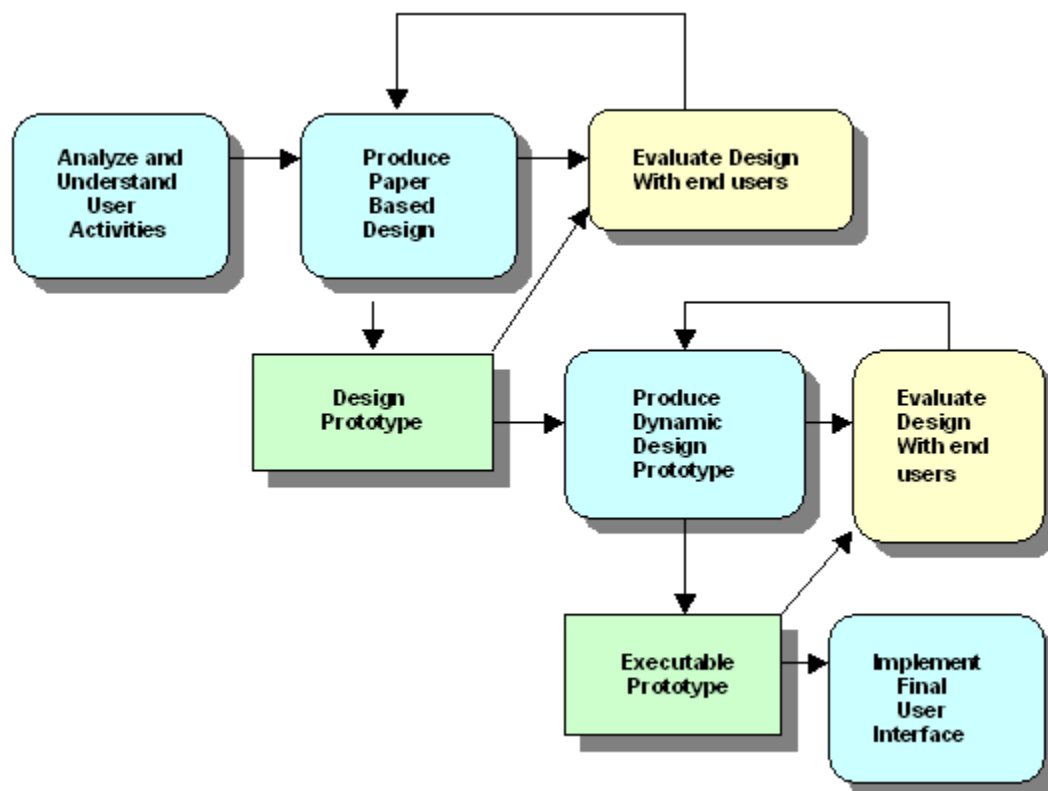 Analyze and
Understand
User
Activities
Produce
Paper
Based
Design
Evaluate Design
With end users
Design
Prototype
Produce
Dynamic
Design
Prototype
Evaluate
Design
With end
users
Executable
Prototype
Implement
Final
User
Interface